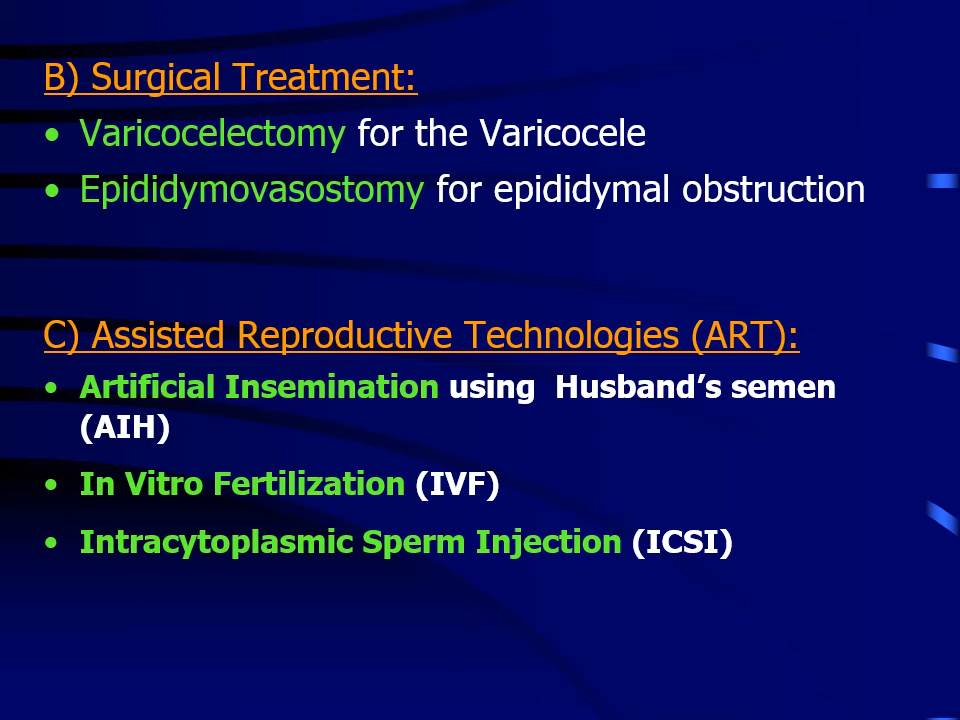 B) Surgical Treatment:
• Varicocelectomy for the Varicocele
• Epididymovasostomy for epididymal obstruction
C) Assisted Reproductive Technologies (ART):
• Artificial Insemination using  Husband’s semen
(AIH)
• In Vitro Fertilization (IVF)
• Intracytoplasmic Sperm Injection (ICSI)